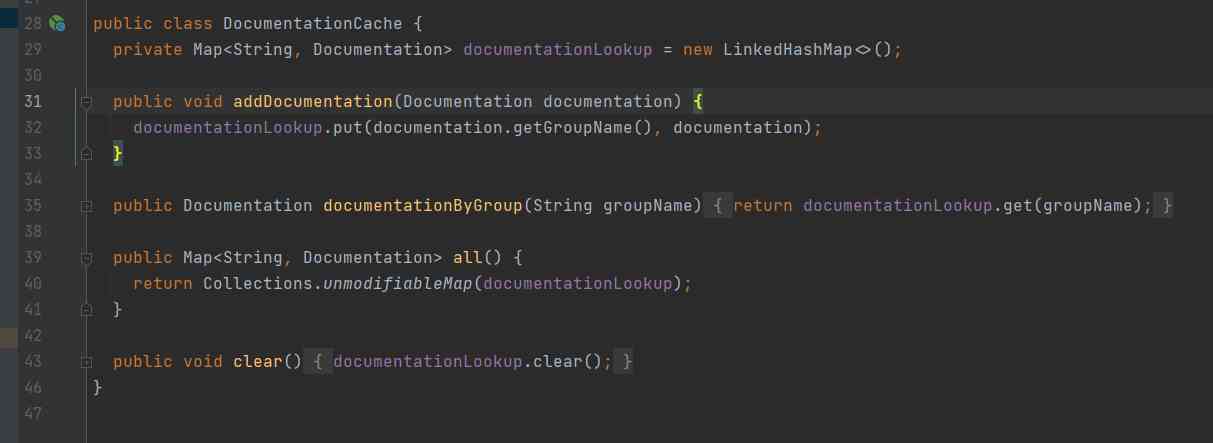 27
28 public class DocumentationCache {
29 private Map<String, Documentation> documentationLookup = new LinkedHashMap<>();
30
31 public void addDocumentation(Documentation documentation) {
32 documentationLookup.put(documentation.getGroupName(), documentation);
33 }
34
35 public Documentation documentationByGroup(String groupName) { return documentationLookup.get(groupName); }
38
39 public Map<String, Documentation> all() {
40 return Collections.unmodifiableMap(documentationLookup);
41 }
42
43 public void clear() { documentationLookup.clear(); }
46 }
47